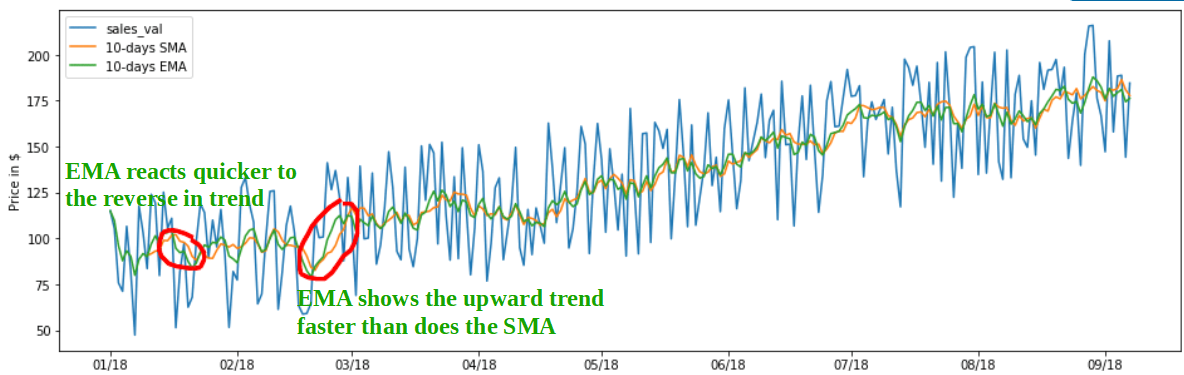 sales_val
10-days SMA
10-days EMA
200
175
150
125
100
75
50
Price in $
EMA reacts quicker to
the reverse in trend
EMA shows the upward trend
faster than does the SMA
01/18
02/18
03/18
04/18
05/18
06/18
07/18
08/18
09/18